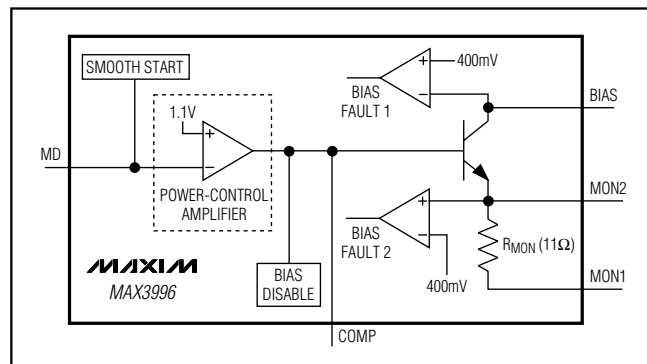 SMOOTH START
400mV
+
−
BIAS
FAULT 1
BIAS
1.1V
+
−
MD
POWER-CONTROL
AMPLIFIER
+
−
BIAS
FAULT 2
400mV
MON2
RMON (11Ω)
MON1
MAXIM
MAX3996
BIAS
DISABLE
COMP